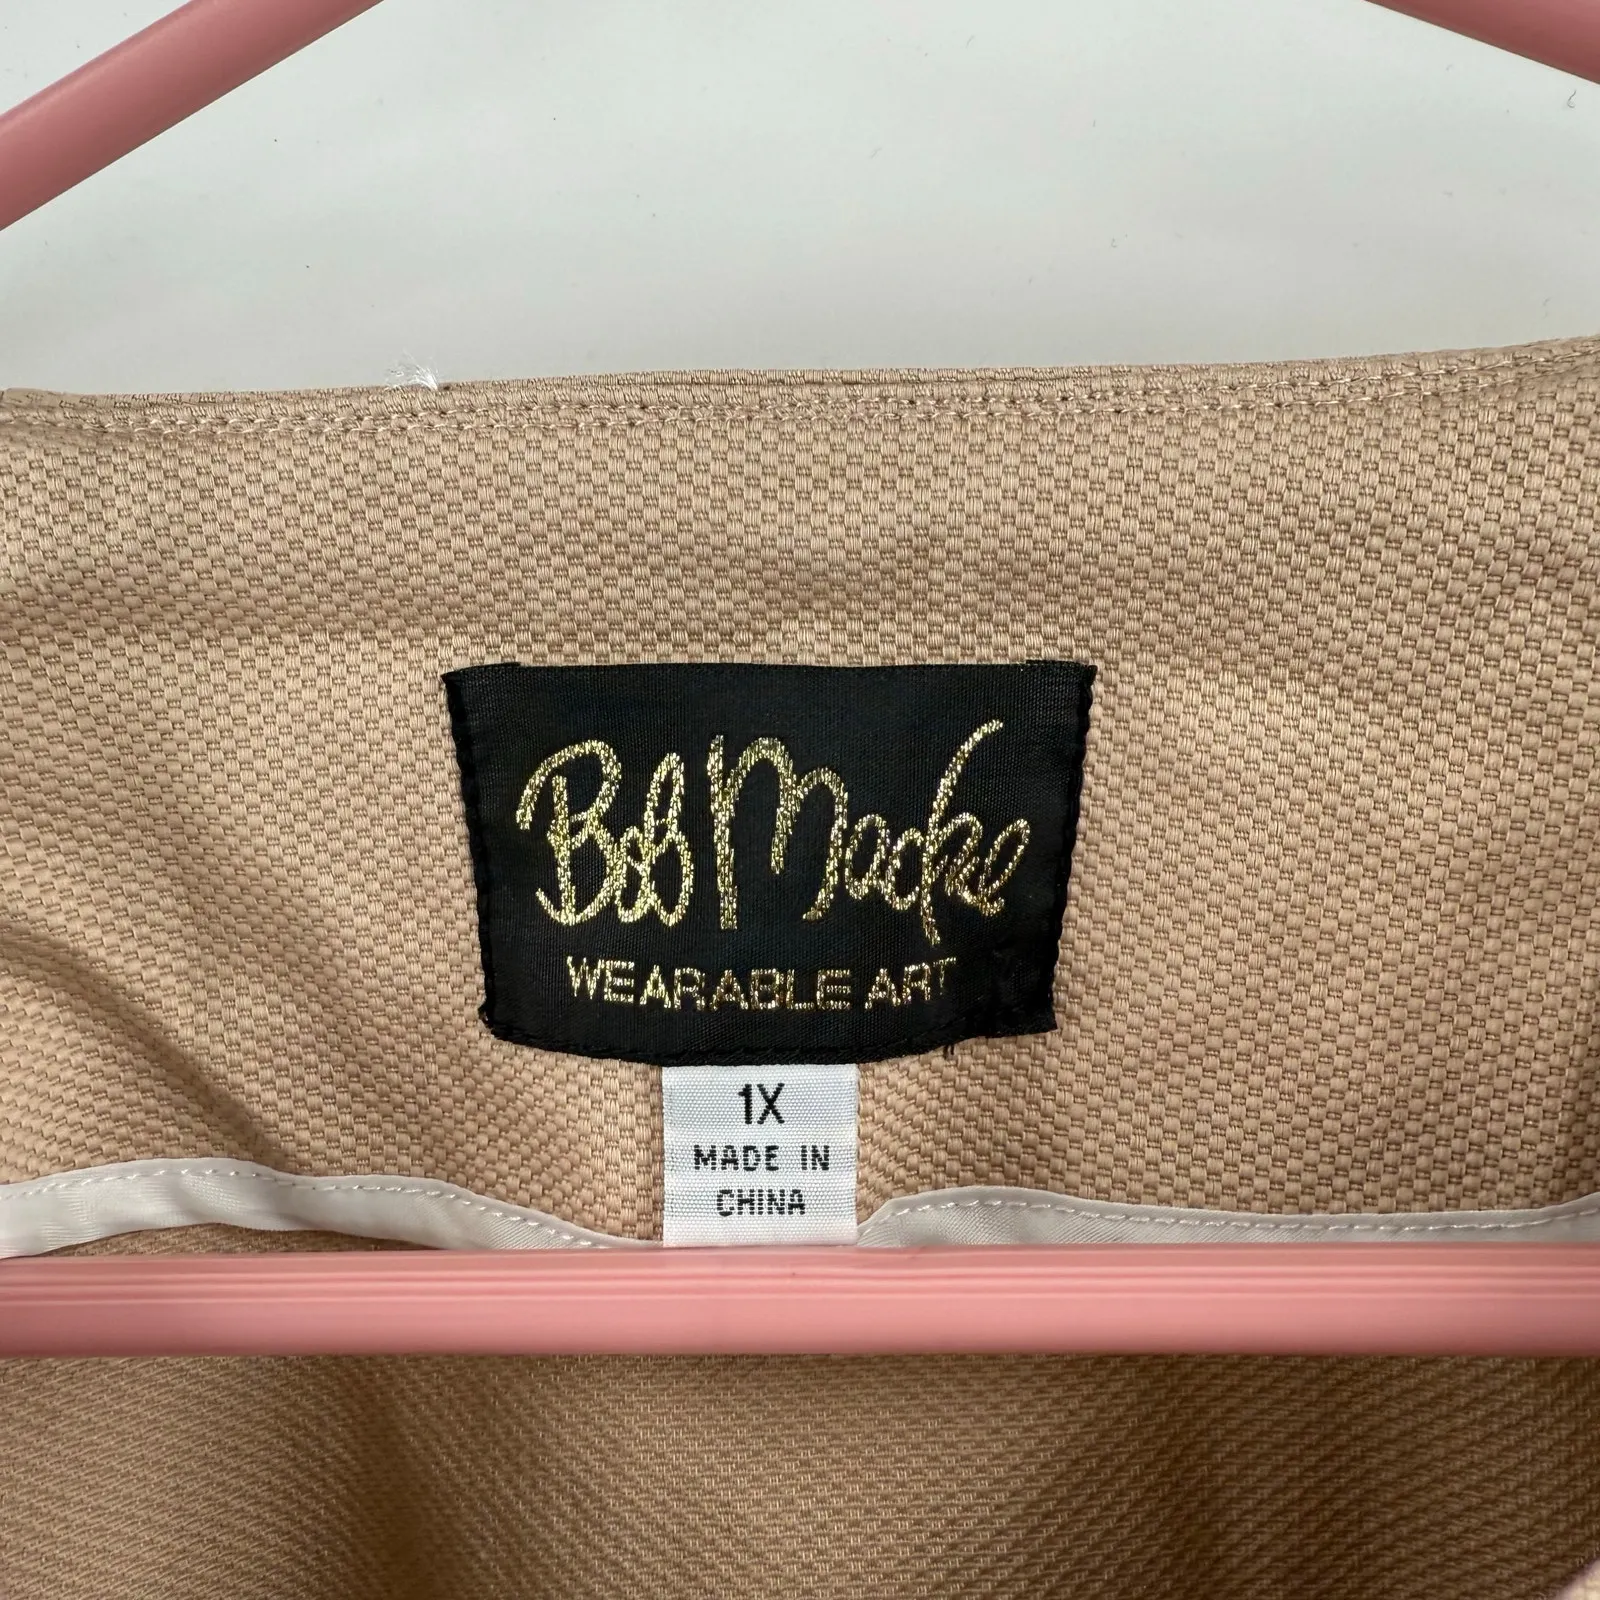 Bob Mackie
WEARABLE ART
1X
MADE IN
CHINA